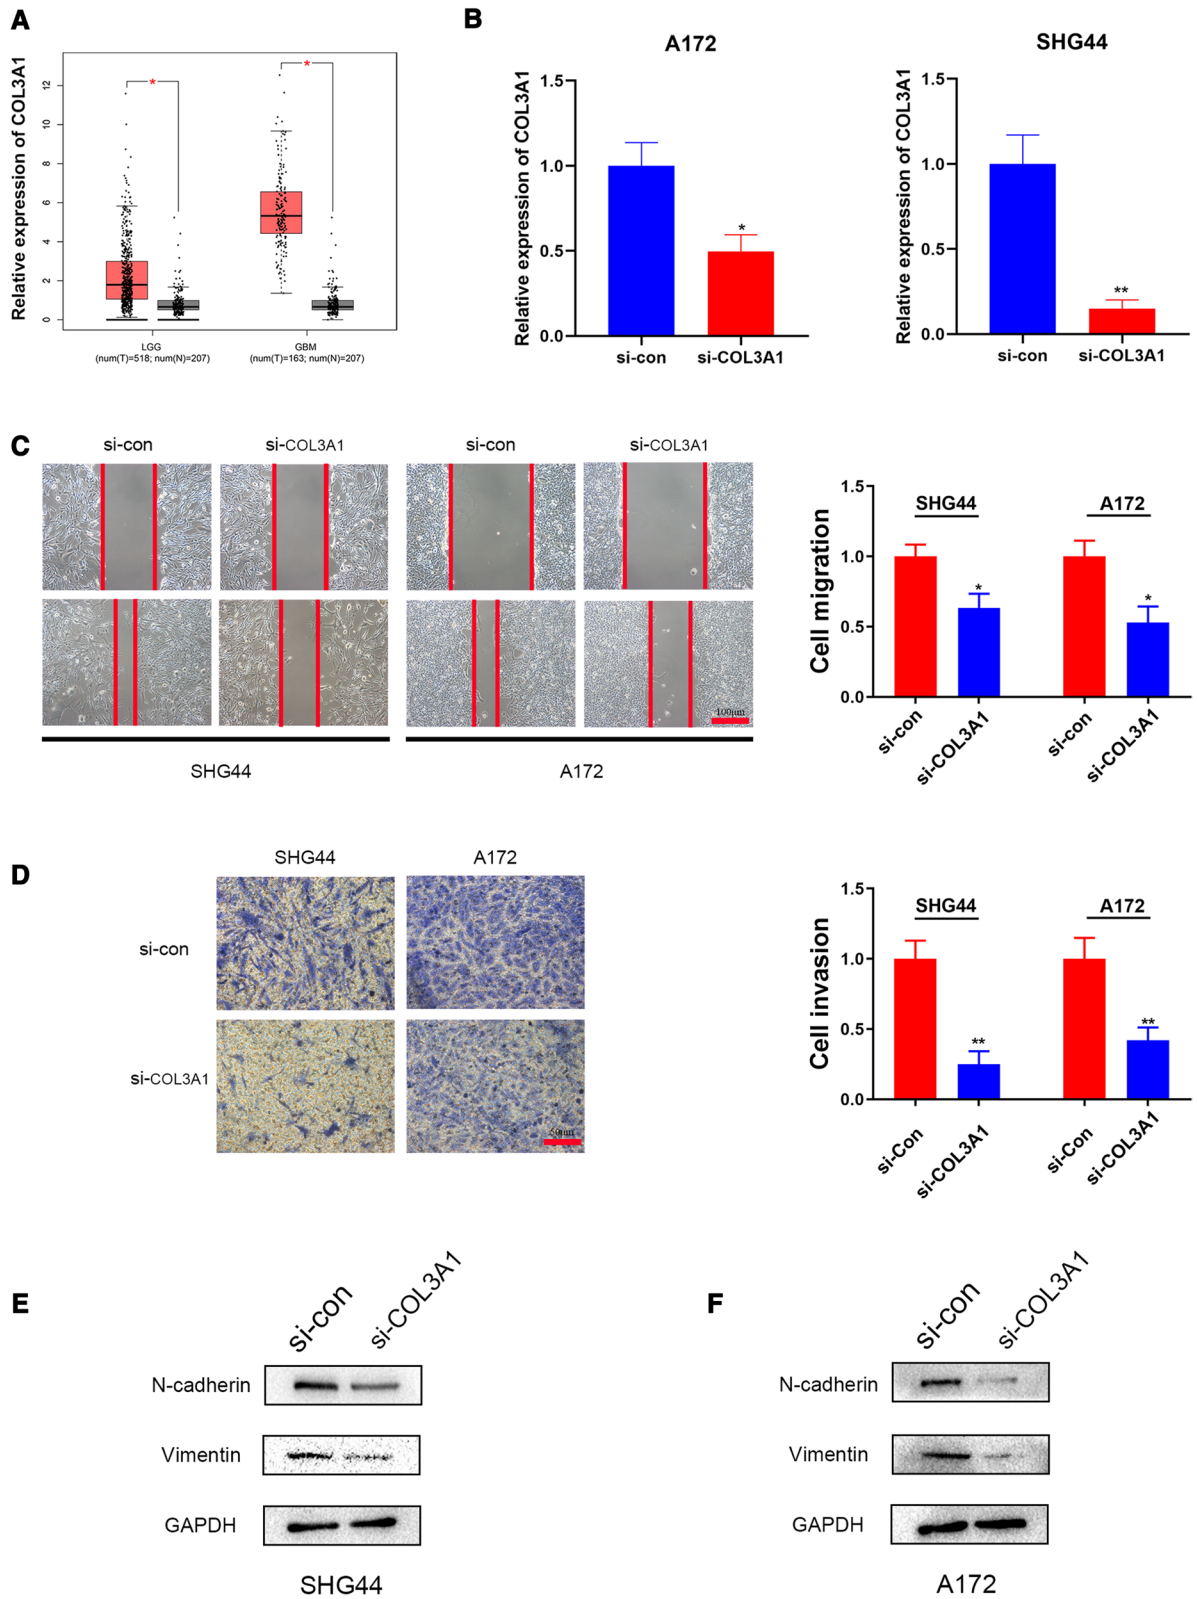 A
Relative expression of COL3A1
12
10
8
6
4
2
0
*
*
LGG
(num(T)=518; num(N)=207)
GBM
(num(T)=163; num(N)=207)
B
A172
Relative expression of COL3A1
1.5
1.0
0.5
0.0
*
si-con
si-COL3A1
SHG44
Relative expression of COL3A1
1.5
1.0
0.5
0.0
**
si-con
si-COL3A1
C
si-con
si-COL3A1
si-con
si-COL3A1
100μm
SHG44
A172
Cell migration
1.5
1.0
0.5
0.0
SHG44
A172
*
*
si-con
si-COL3A1
si-con
si-COL3A1
D
SHG44
A172
si-con
si-COL3A1
50μm
Cell invasion
1.5
1.0
0.5
0.0
SHG44
A172
**
**
si-Con
si-COL3A1
si-Con
si-COL3A1
E
si-con
si-COL3A1
N-cadherin
Vimentin
GAPDH
SHG44
F
si-con
si-COL3A1
N-cadherin
Vimentin
GAPDH
A172